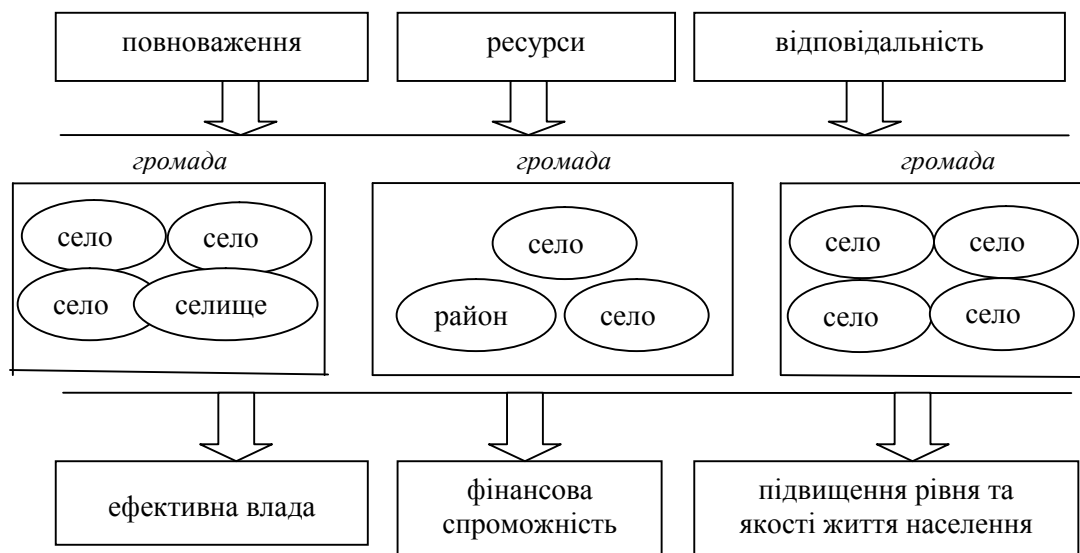 повноваження
ресурси
відповідальність
громада
громада
громада
село
село
село
селище
село
район
село
село
село
село
село
ефективна влада
фінансова
спроможність
підвищення рівня та
якості життя населення